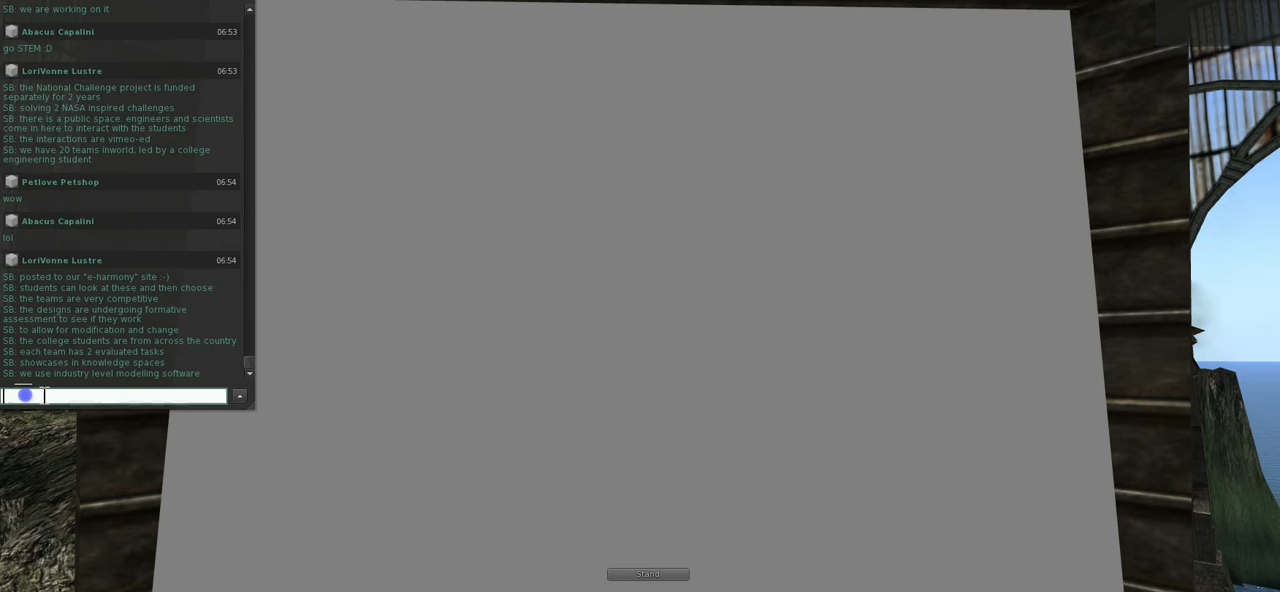 SB: we are working on it
Abacus Capalini 06:53
go STEM :D
LoriVonne Lustre 06:53
SB: the National Challenge project is funded
separately for 2 years
SB: solving 2 NASA inspired challenges
SB: there is a public space. engineers and scientists
come in here to interact with the students
SB: the interactions are vimeo-ed
SB: we have 20 teams inworld, led by a college
engineering student
Petlove Petshop 06:54
wow
Abacus Capalini 06:54
lol
LoriVonne Lustre 06:54
SB: posted to our "e-harmony" site :-)
SB: students can look at these and then choose
SB: the teams are very competitive
SB: the designs are undergoing formative
assessment to see if they work
SB: to allow for modification and change
SB: the college students are from across the country
SB: each team has 2 evaluated tasks
SB: showcases in knowledge spaces
SB: we use industry level modelling software
Stand